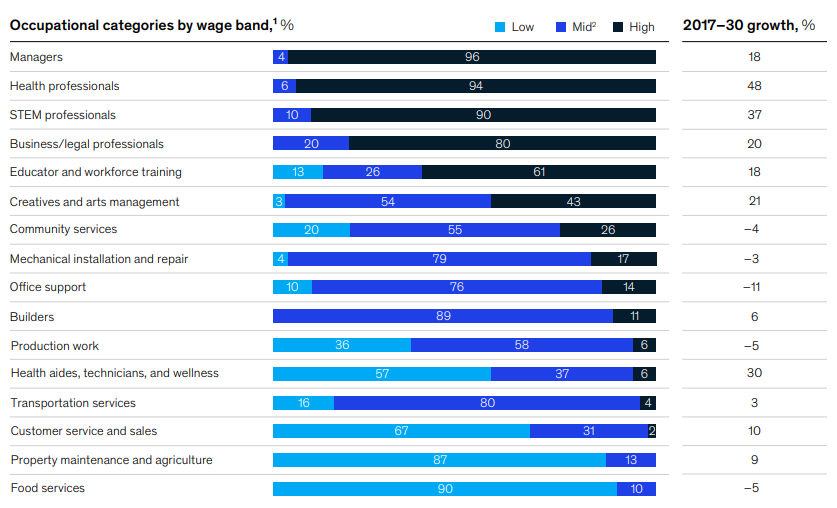 Occupational categories by wage band,¹ % Low Mid² High 2017–30 growth, %
Managers 4 96 18
Health professionals 6 94 48
STEM professionals 10 90 37
Business/legal professionals 20 80 20
Educator and workforce training 13 26 61 18
Creatives and arts management 3 54 43 21
Community services 20 55 26 –4
Mechanical installation and repair 4 79 17 –3
Office support 10 76 14 –11
Builders 89 11 6
Production work 36 58 6 –5
Health aides, technicians, and wellness 57 37 6 30
Transportation services 16 80 4 3
Customer service and sales 67 31 2 10
Property maintenance and agriculture 87 13 9
Food services 90 10 –5